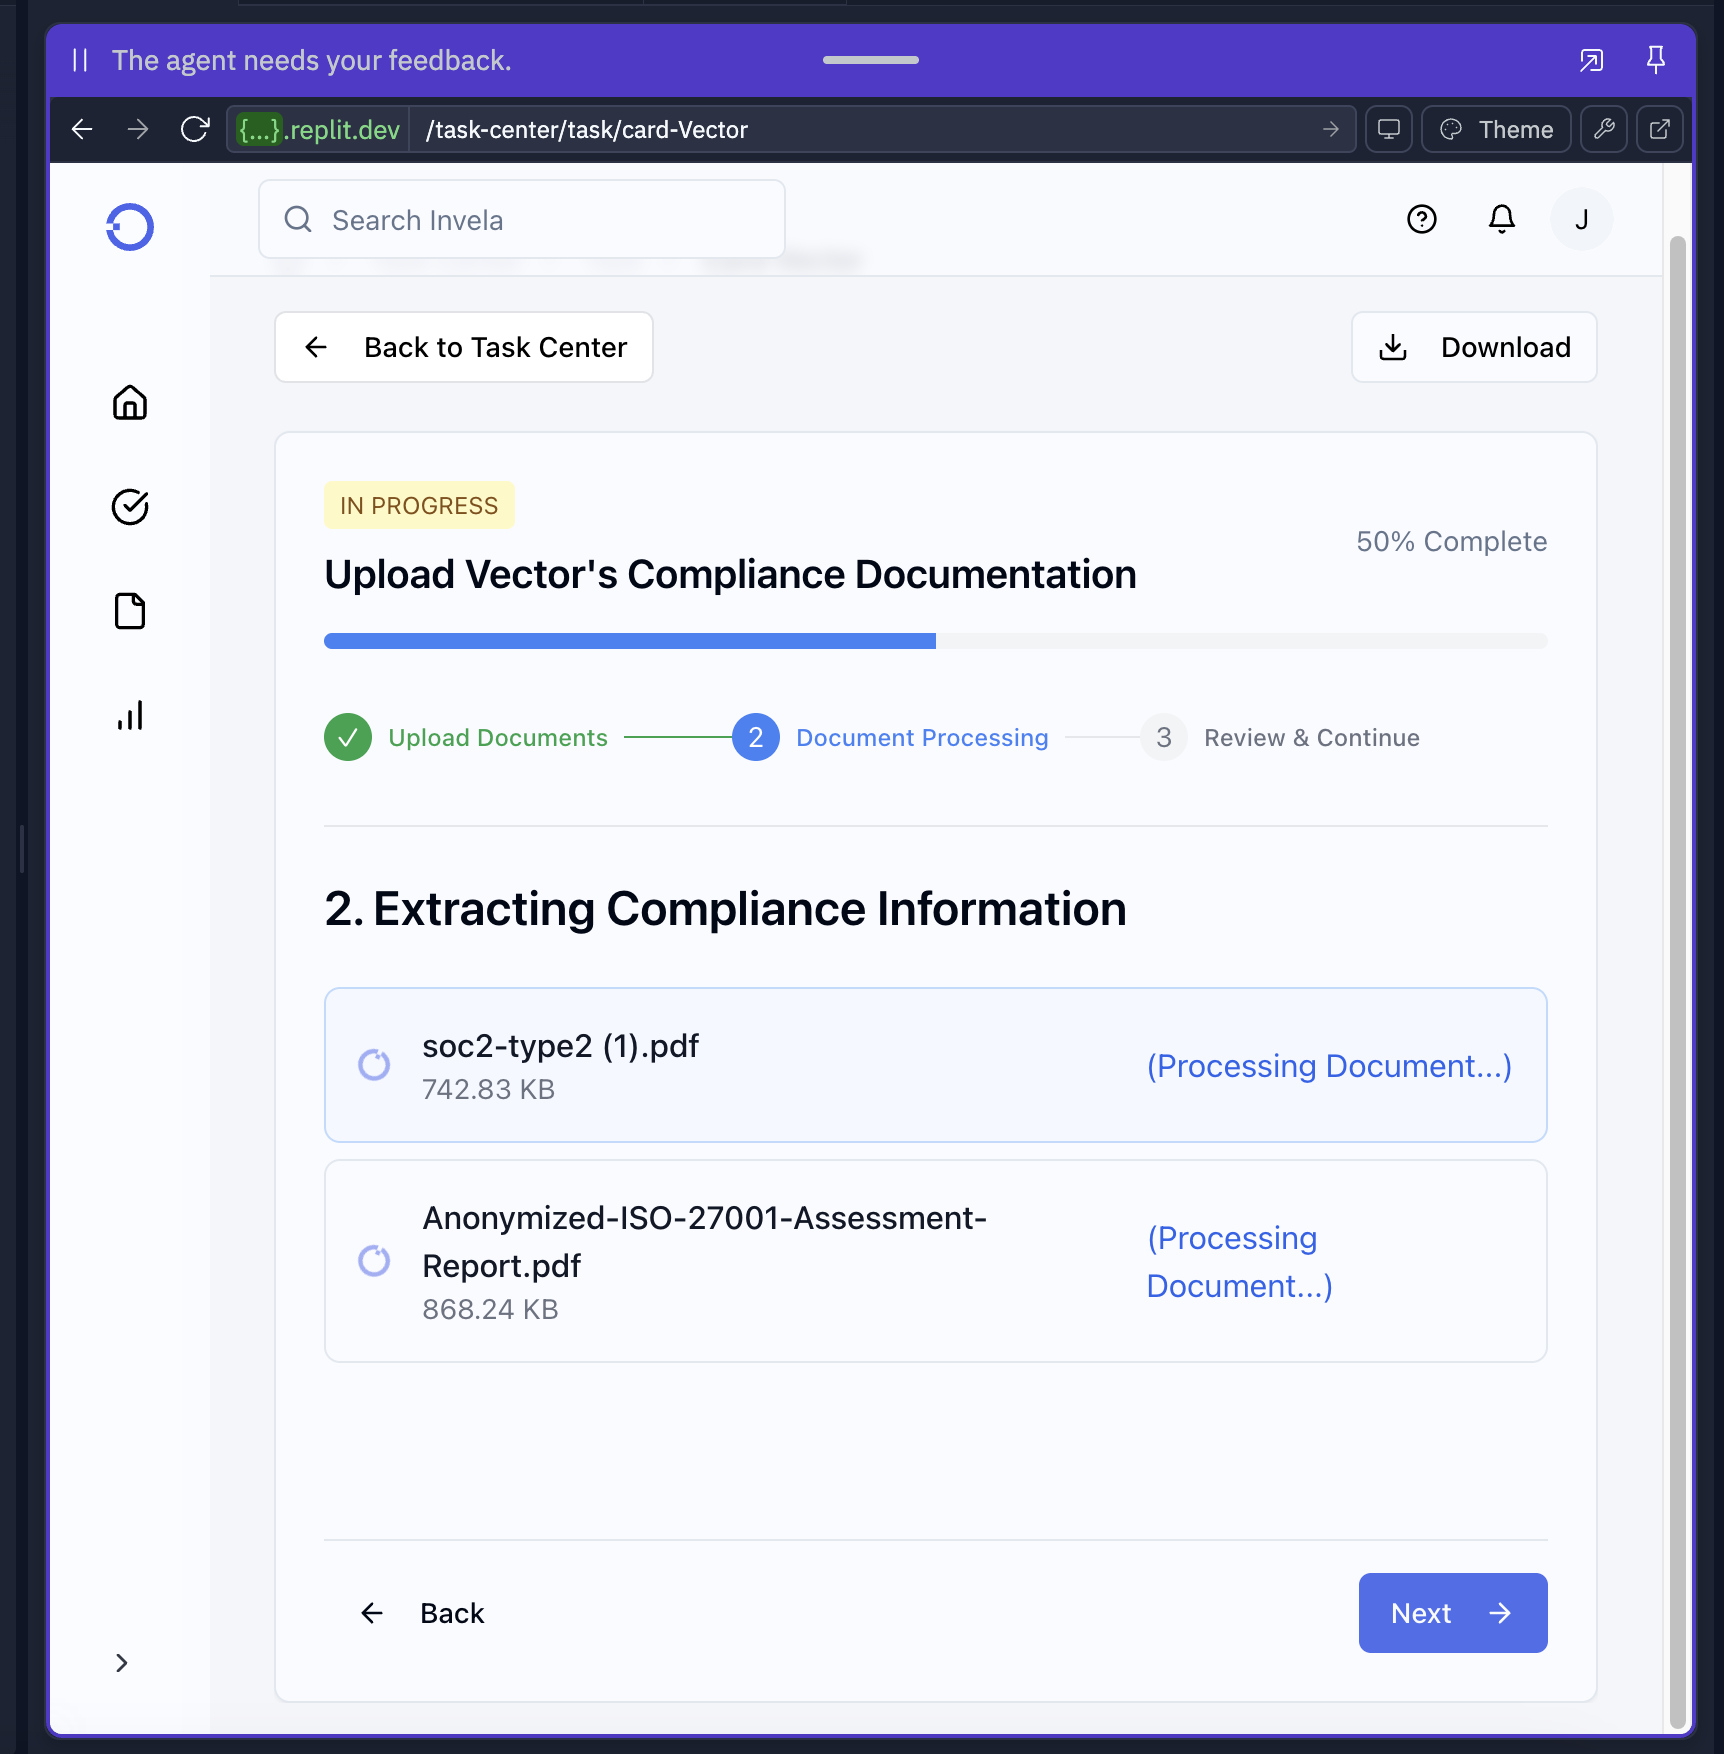 The agent needs your feedback.
{...}.replit.dev /task-center/task/card-Vector Theme
Search Invela
J
Back to Task Center
Download
IN PROGRESS
50% Complete
Upload Vector's Compliance Documentation
Upload Documents
2 Document Processing
3 Review & Continue
2. Extracting Compliance Information
soc2-type2 (1).pdf
742.83 KB
(Processing Document...)
Anonymized-ISO-27001-Assessment-
Report.pdf
868.24 KB
(Processing
Document...)
Back
Next